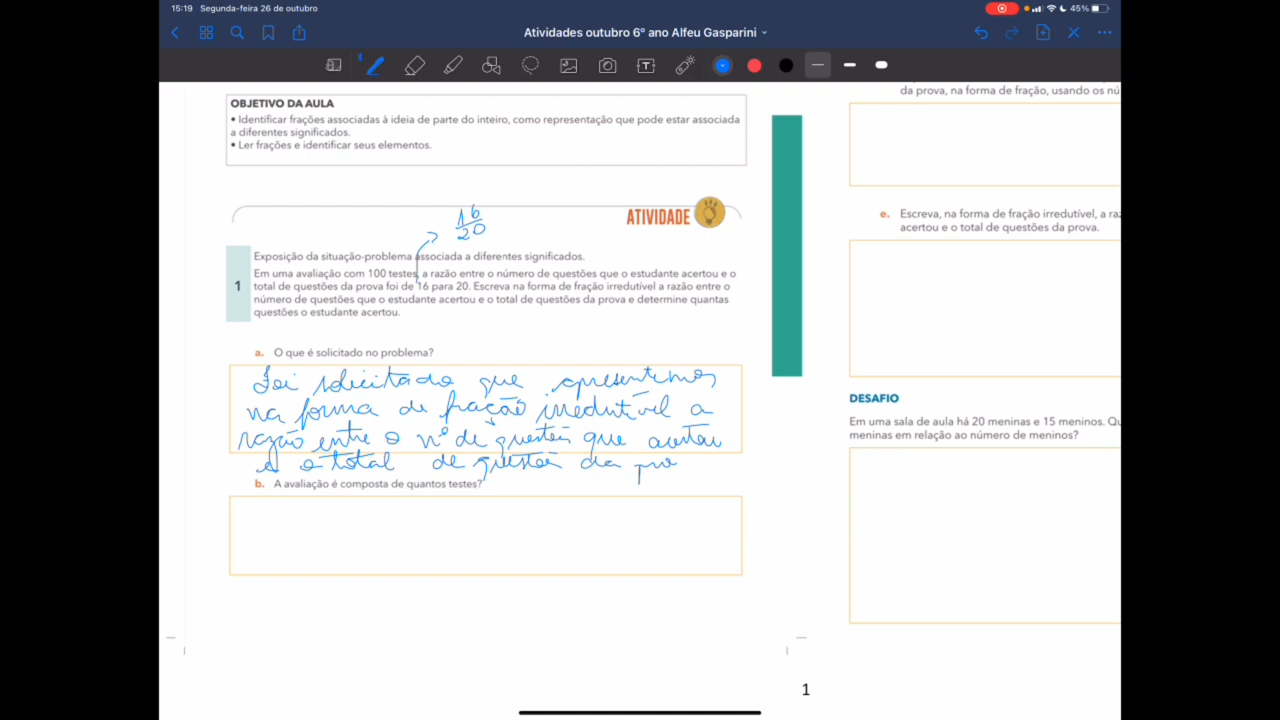 15:19 Segunda-feira 26 de outubro
45%
Atividades outubro 6º ano Alfeu Gasparini
OBJETIVO DA AULA
• Identificar frações associadas à ideia de parte do inteiro, como representação que pode estar associada
a diferentes significados.
• Ler frações e identificar seus elementos.
16
20
ATIVIDADE
1
Exposição da situação-problema associada a diferentes significados.
Em uma avaliação com 100 testes, a razão entre o número de questões que o estudante acertou e o
total de questões da prova foi de 16 para 20. Escreva na forma de fração irredutível a razão entre o
número de questões que o estudante acertou e o total de questões da prova e determine quantas
questões o estudante acertou.
a. O que é solicitado no problema?
Foi solicitado que apresentemos
na forma de fração irredutível a
razão entre o nº de questões que acertou
e o total de questões da pro
b. A avaliação é composta de quantos testes?
da prova, na forma de fração, usando os nú
e. Escreva, na forma de fração irredutível, a ra
acertou e o total de questões da prova.
DESAFIO
Em uma sala de aula há 20 meninas e 15 meninos. Qu
meninas em relação ao número de meninos?
1